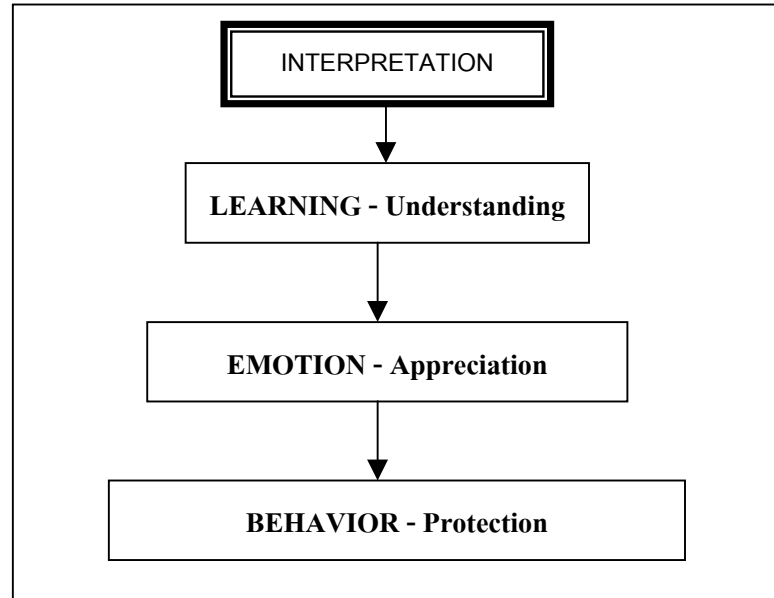 INTERPRETATION
LEARNING - Understanding
EMOTION - Appreciation
BEHAVIOR - Protection